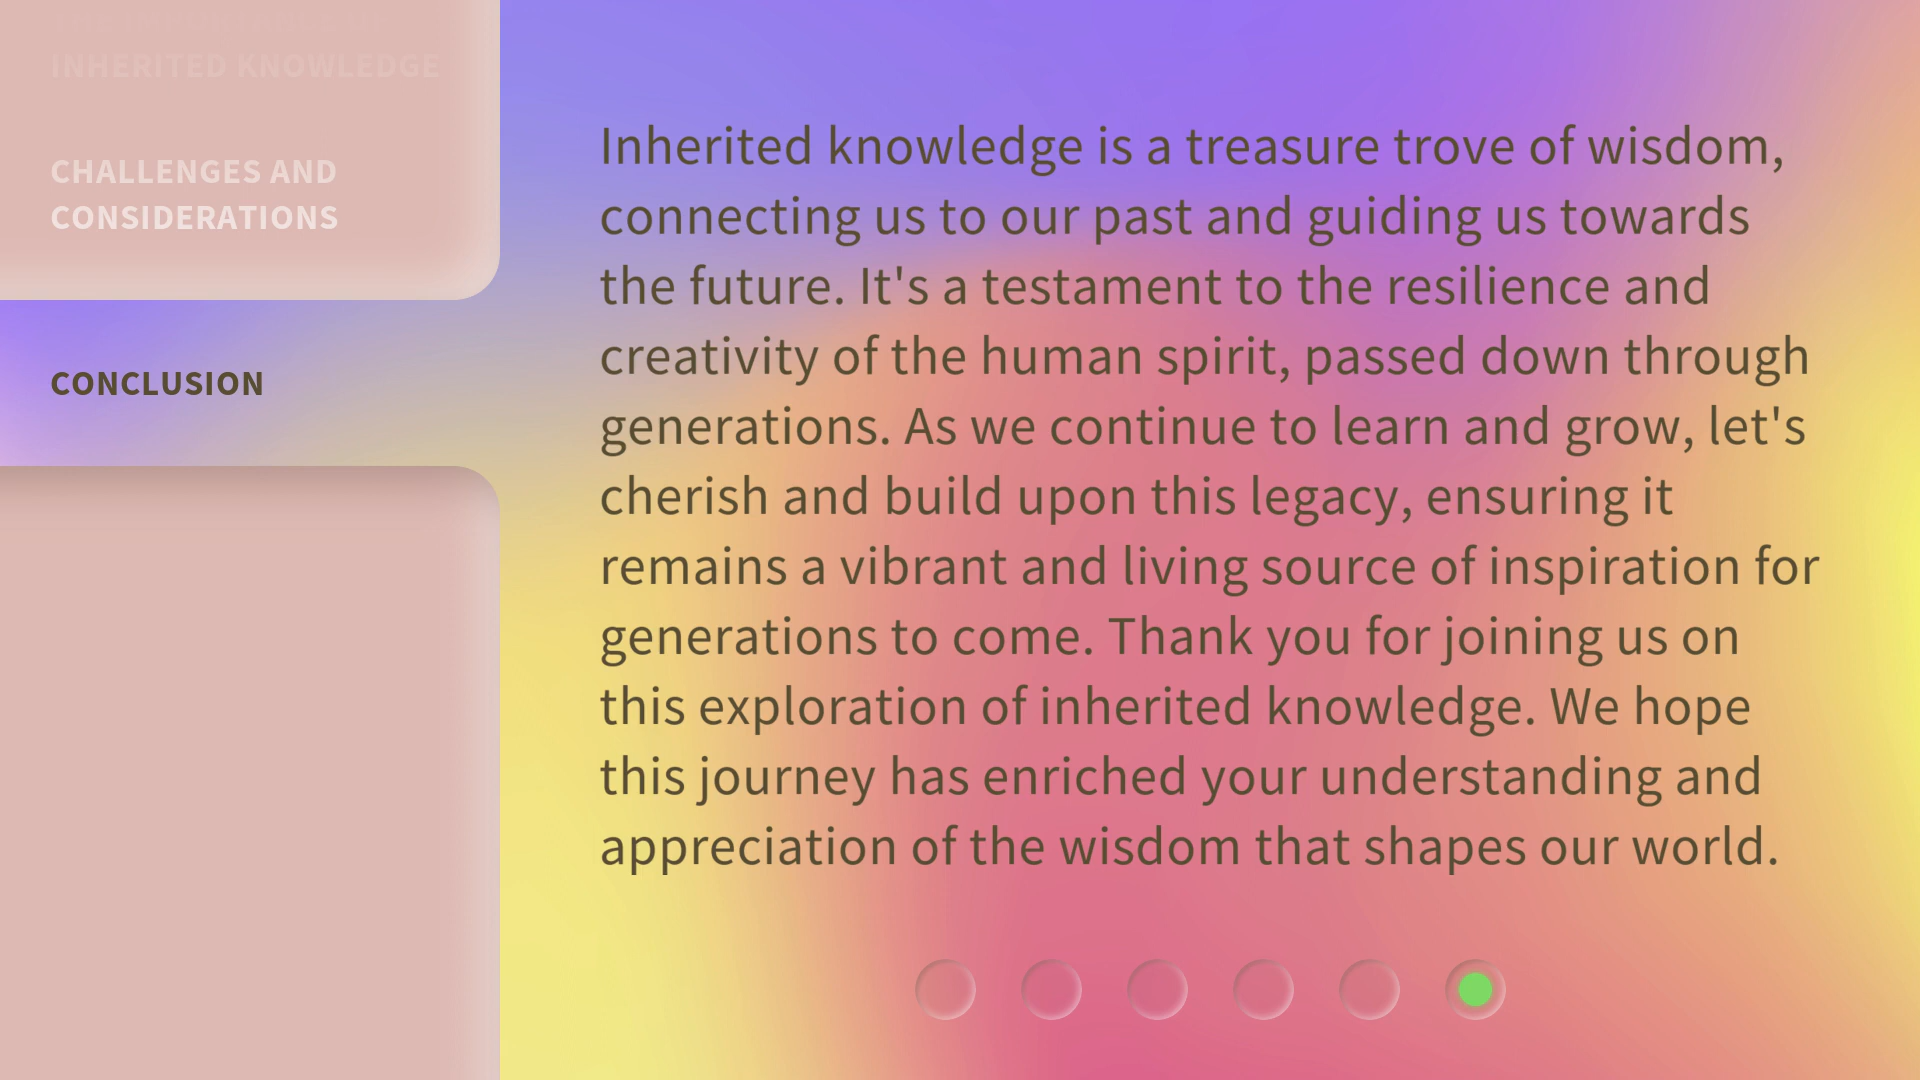 INHERITED KNOWLEDGE
CHALLENGES AND
CONSIDERATIONS
CONCLUSION
Inherited knowledge is a treasure trove of wisdom,
connecting us to our past and guiding us towards
the future. It's a testament to the resilience and
creativity of the human spirit, passed down through
generations. As we continue to learn and grow, let's
cherish and build upon this legacy, ensuring it
remains a vibrant and living source of inspiration for
generations to come. Thank you for joining us on
this exploration of inherited knowledge. We hope
this journey has enriched your understanding and
appreciation of the wisdom that shapes our world.